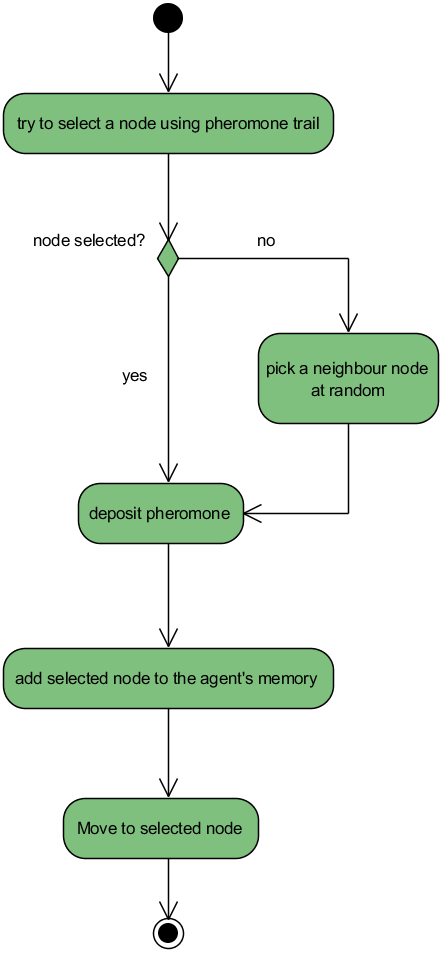 try to select a node using pheromone trail
node selected?
no
pick a neighbour node
at random
yes
deposit pheromone
add selected node to the agent's memory
Move to selected node